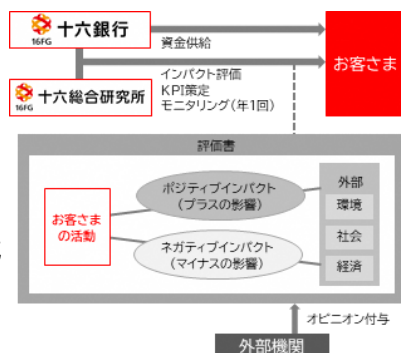 16FG 十六銀行
資金供給
お客さま
インパクト評価
KPI策定
モニタリング(年1回)
16FG 十六総合研究所
評価書
お客さま
の活動
ポジティブインパクト
(プラスの影響)
ネガティブインパクト
(マイナスの影響)
外部
環境
社会
経済
オピニオン付与
外部機関